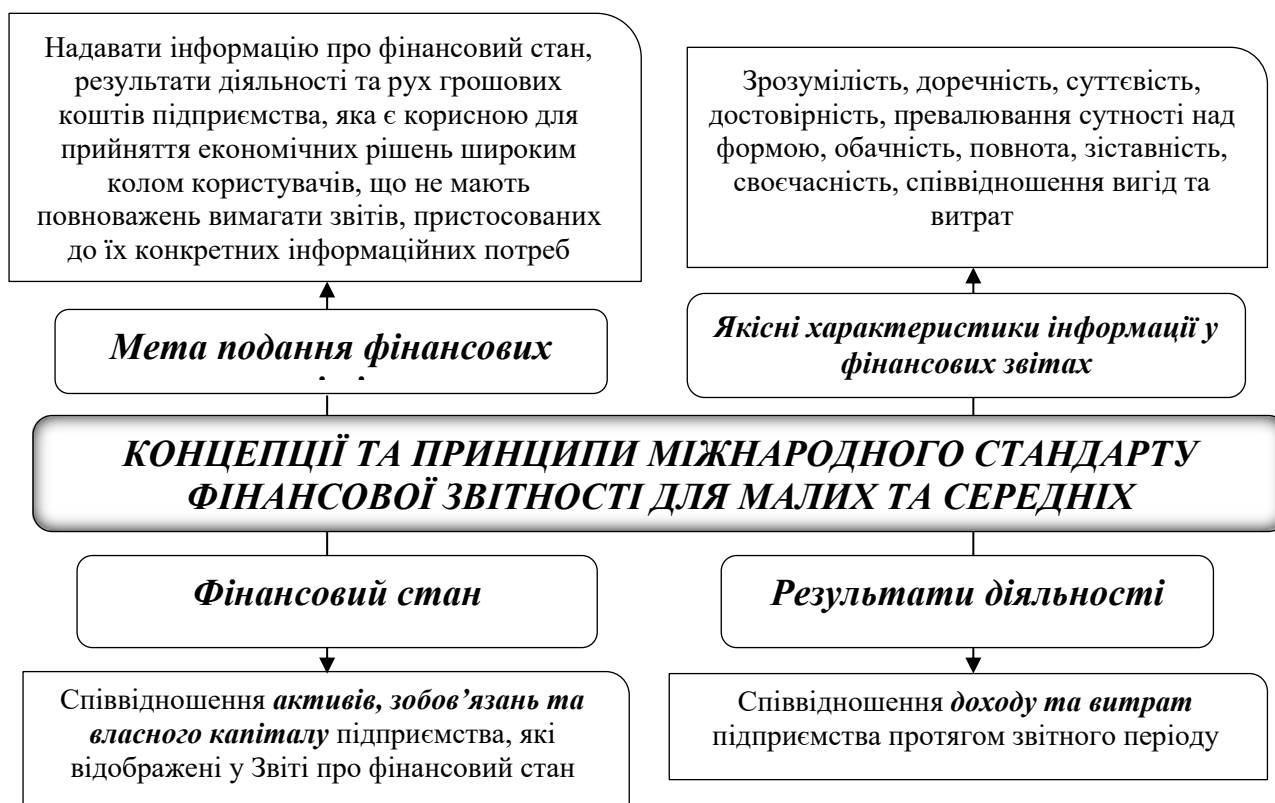 Надавати інформацію про фінансовий стан,
результати діяльності та рух грошових
коштів підприємства, яка є корисною для
прийняття економічних рішень широким
колом користувачів, що не мають
повноважень вимагати звітів, пристосованих
до їх конкретних інформаційних потреб
Зрозумілість, доречність, суттєвість,
достовірність, превалювання сутності над
формою, обачність, повнота, зіставність,
своєчасність, співвідношення вигід та
витрат
Мета подання фінансових
Якісні характеристики інформації у
фінансових звітах
КОНЦЕПЦІЇ ТА ПРИНЦИПИ МІЖНАРОДНОГО СТАНДАРТУ
ФІНАНСОВОЇ ЗВІТНОСТІ ДЛЯ МАЛИХ ТА СЕРЕДНІХ
Фінансовий стан
Результати діяльності
Співвідношення активів, зобов’язань та
власного капіталу підприємства, які
відображені у Звіті про фінансовий стан
Співвідношення доходу та витрат
підприємства протягом звітного періоду